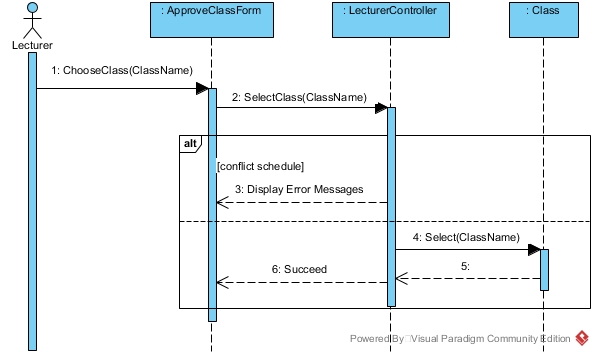 : ApproveClassForm
: LecturerController
: Class
Lecturer
1: ChooseClass(ClassName)
2: SelectClass(ClassName)
alt
[conflict schedule]
3: Display Error Messages
4: Select(ClassName)
5:
6: Succeed
Powered By Visual Paradigm Community Edition